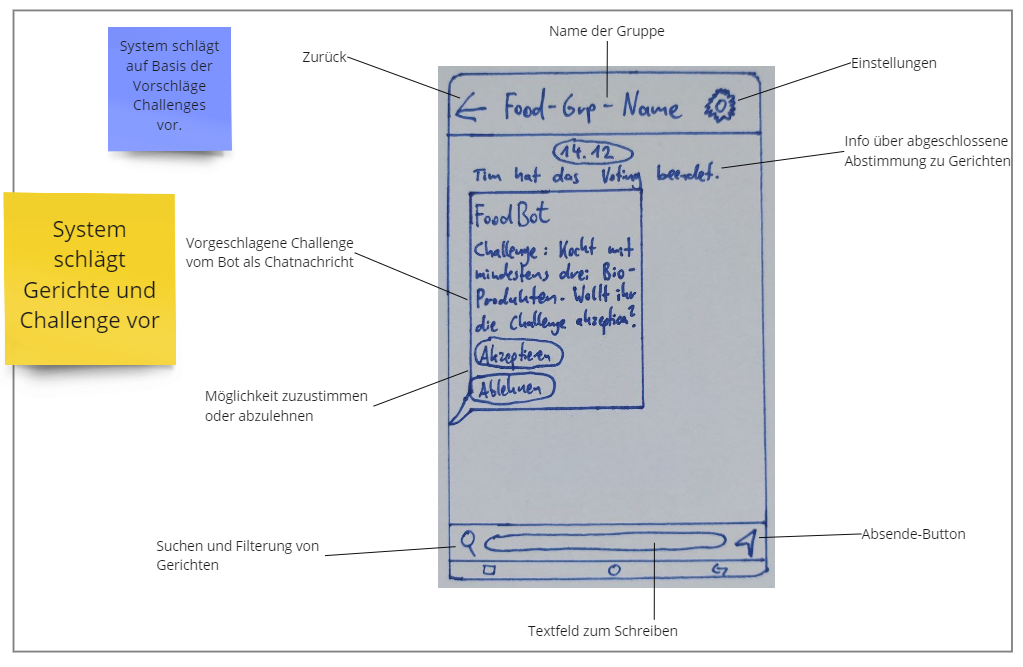 System schlägt
auf Basis der
Vorschläge
Challenges
vor.
System
schlägt
Gerichte und
Challenge vor
Zurück
Name der Gruppe
Einstellungen
Food-Grp-Name
14.12
Tim hat das Voting beendet.
Info über abgeschlossene
Abstimmung zu Gerichten
FoodBot
Challenge: Kocht mit
mindestens drei Bio-
Produkten. Wollt ihr
die Challenge akzeptieren?
Akzeptieren
Ablehnen
Vorgeschlagene Challenge
vom Bot als Chatnachricht
Möglichkeit zuzustimmen
oder abzulehnen
Suchen und Filterung von
Gerichten
Absende-Button
Textfeld zum Schreiben